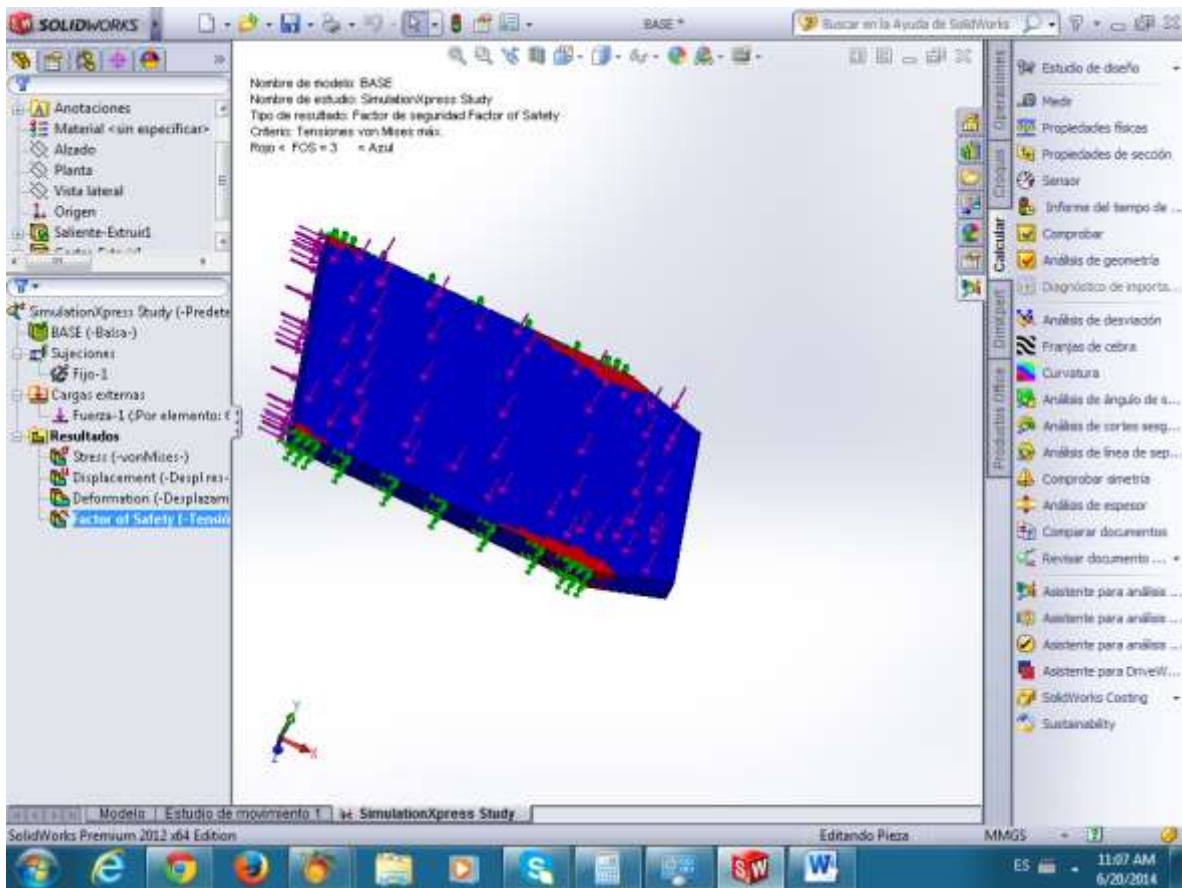 SOLIDWORKS
BASE *
Buscar en la Ayuda de SolidWorks
Nombre de modelo: BASE
Nombre de estudio: SimulationXpress Study
Tipo de resultado: Factor de seguridad Factor of Safety
Criterio: Tensiones von Mises máx.
Rojo < FOS = 3 < Azul
Anotaciones
Material <sin especificar>
Alzado
Planta
Vista lateral
Origen
Saliente-Extruir1
SimulationXpress Study (-Predete
BASE (-Balsa-)
Sujeciones
Fijo-1
Cargas externas
Fuerza-1 (:Por elemento:
Resultados
Stress (-vonMises-)
Displacement (-Despl res-
Deformation (-Desplazam
Factor of Safety (-Tensió
Operaciones
Croquis
Calcular
DimXpert
Productos Office
Estudio de diseño
Medir
Propiedades físicas
Propiedades de sección
Sensor
Informe del tiempo de ...
Comprobar
Análisis de geometría
Diagnóstico de importa...
Análisis de desviación
Franjas de cebra
Curvatura
Análisis de ángulo de s...
Análisis de cortes sesg...
Análisis de línea de sep...
Comprobar simetría
Análisis de espesor
Comparar documentos
Revisar documento ...
Asistente para análisis ...
Asistente para análisis ...
Asistente para análisis ...
Asistente para DriveW...
SolidWorks Costing
Sustainability
Y
X
Z
Modelo
Estudio de movimiento 1
SimulationXpress Study
SolidWorks Premium 2012 x64 Edition
Editando Pieza
MMGS
ES
11:07 AM
6/20/2014